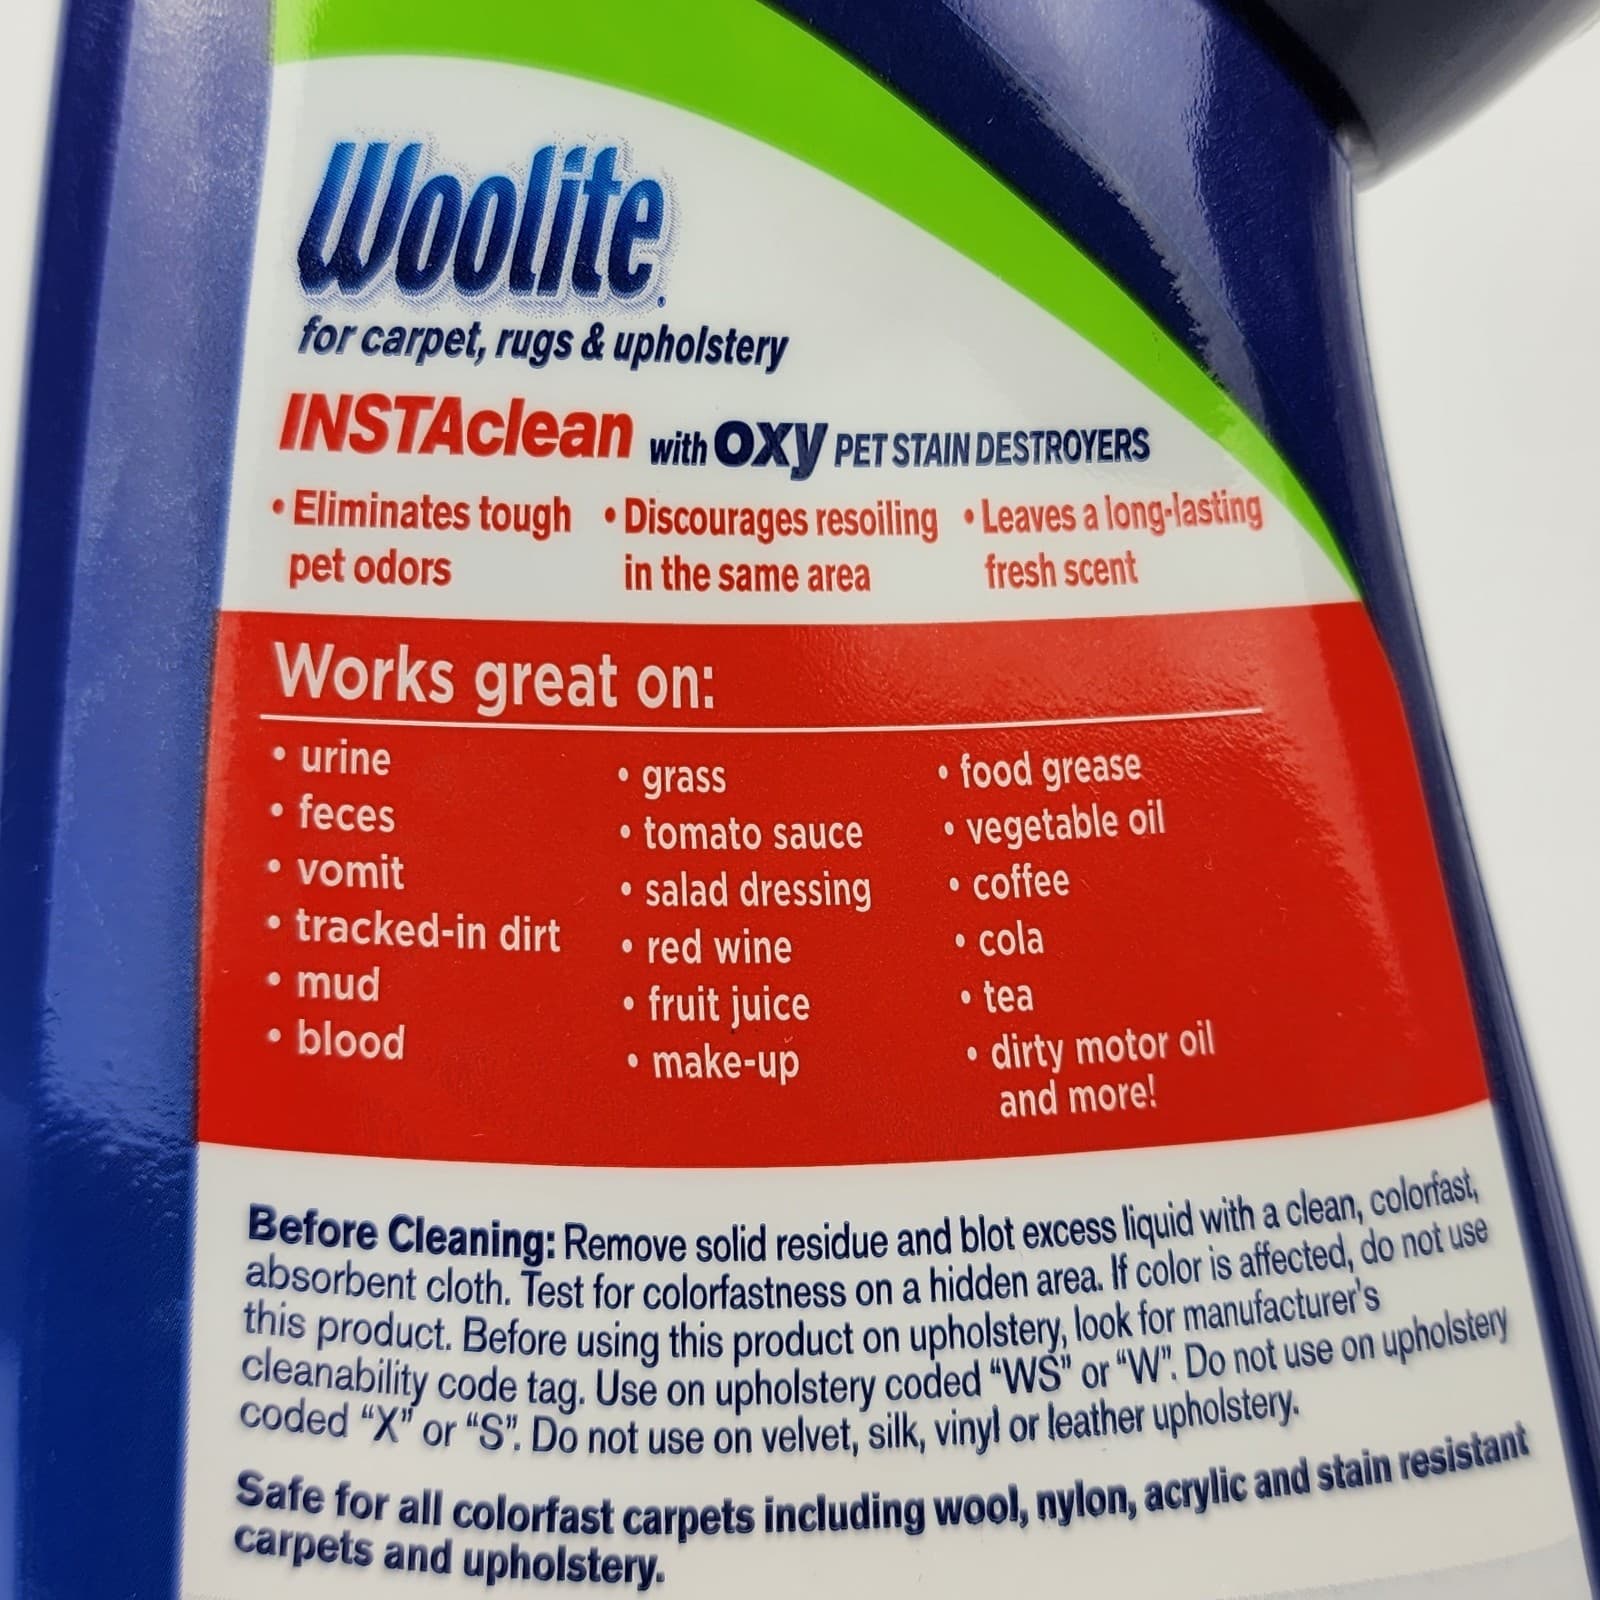 Woolite
for carpet, rugs & upholstery
INSTAclean with OXY PET STAIN DESTROYERS
• Eliminates tough
pet odors
• Discourages resoiling
in the same area
• Leaves a long-lasting
fresh scent
Works great on:
• urine
• feces
• vomit
• tracked-in dirt
• mud
• blood
• grass
• tomato sauce
• salad dressing
• red wine
• fruit juice
• make-up
• food grease
• vegetable oil
• coffee
• cola
• tea
• dirty motor oil
and more!
Before Cleaning: Remove solid residue and blot excess liquid with a clean, colorfast,
absorbent cloth. Test for colorfastness on a hidden area. If color is affected, do not use
this product. Before using this product on upholstery, look for manufacturer's
cleanability code tag. Use on upholstery coded “WS” or “W”. Do not use on upholstery
coded “X” or “S”. Do not use on velvet, silk, vinyl or leather upholstery.
Safe for all colorfast carpets including wool, nylon, acrylic and stain resistant
carpets and upholstery.